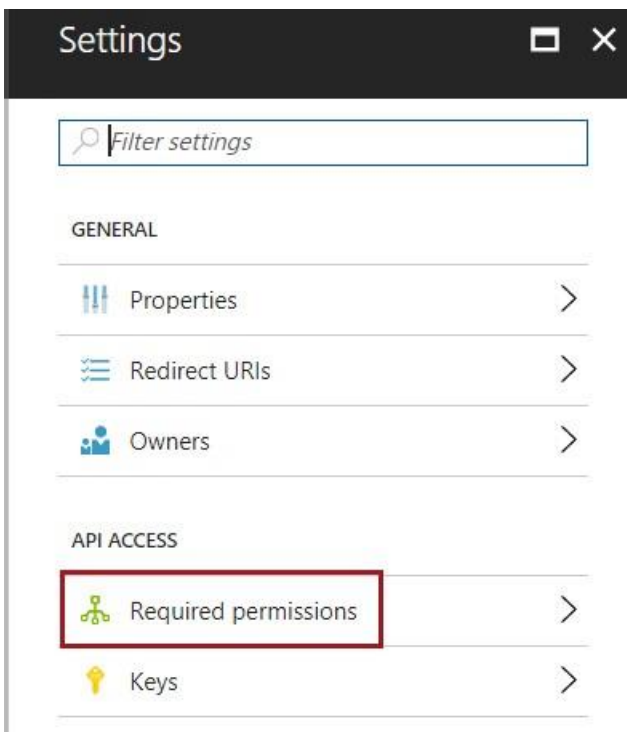 Settings
Filter settings
GENERAL
Properties
Redirect URIs
Owners
API ACCESS
Required permissions
Keys